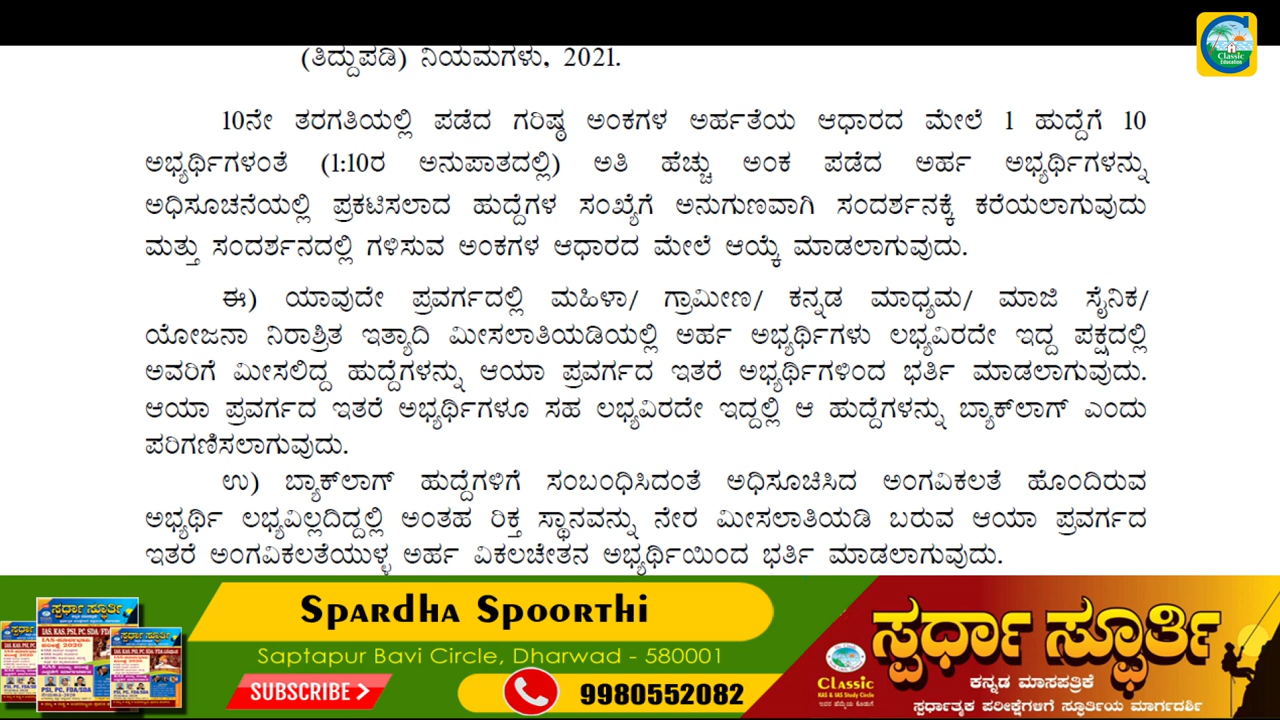 Classic
Education
(ತಿದ್ದುಪಡಿ) ನಿಯಮಗಳು, 2021.
10ನೇ ತರಗತಿಯಲ್ಲಿ ಪಡೆದ ಗರಿಷ್ಠ ಅಂಕಗಳ ಅರ್ಹತೆಯ ಆಧಾರದ ಮೇಲೆ 1 ಹುದ್ದೆಗೆ 10
ಅಭ್ಯರ್ಥಿಗಳಂತೆ (1:10ರ ಅನುಪಾತದಲ್ಲಿ) ಅತಿ ಹೆಚ್ಚು ಅಂಕ ಪಡೆದ ಅರ್ಹ ಅಭ್ಯರ್ಥಿಗಳನ್ನು
ಅಧಿಸೂಚನೆಯಲ್ಲಿ ಪ್ರಕಟಿಸಲಾದ ಹುದ್ದೆಗಳ ಸಂಖ್ಯೆಗೆ ಅನುಗುಣವಾಗಿ ಸಂದರ್ಶನಕ್ಕೆ ಕರೆಯಲಾಗುವುದು
ಮತ್ತು ಸಂದರ್ಶನದಲ್ಲಿ ಗಳಿಸುವ ಅಂಕಗಳ ಆಧಾರದ ಮೇಲೆ ಆಯ್ಕೆ ಮಾಡಲಾಗುವುದು.
ಈ) ಯಾವುದೇ ಪ್ರವರ್ಗದಲ್ಲಿ ಮಹಿಳಾ/ ಗ್ರಾಮೀಣ/ ಕನ್ನಡ ಮಾಧ್ಯಮ/ ಮಾಜಿ ಸೈನಿಕ/
ಯೋಜನಾ ನಿರಾಶ್ರಿತ ಇತ್ಯಾದಿ ಮೀಸಲಾತಿಯಡಿಯಲ್ಲಿ ಅರ್ಹ ಅಭ್ಯರ್ಥಿಗಳು ಲಭ್ಯವಿರದೇ ಇದ್ದ ಪಕ್ಷದಲ್ಲಿ
ಅವರಿಗೆ ಮೀಸಲಿದ್ದ ಹುದ್ದೆಗಳನ್ನು ಆಯಾ ಪ್ರವರ್ಗದ ಇತರೆ ಅಭ್ಯರ್ಥಿಗಳಿಂದ ಭರ್ತಿ ಮಾಡಲಾಗುವುದು.
ಆಯಾ ಪ್ರವರ್ಗದ ಇತರೆ ಅಭ್ಯರ್ಥಿಗಳೂ ಸಹ ಲಭ್ಯವಿರದೇ ಇದ್ದಲ್ಲಿ ಆ ಹುದ್ದೆಗಳನ್ನು ಬ್ಯಾಕ್‌ಲಾಗ್ ಎಂದು
ಪರಿಗಣಿಸಲಾಗುವುದು.
ಉ) ಬ್ಯಾಕ್‌ಲಾಗ್ ಹುದ್ದೆಗಳಿಗೆ ಸಂಬಂಧಿಸಿದಂತೆ ಅಧಿಸೂಚಿಸಿದ ಅಂಗವಿಕಲತೆ ಹೊಂದಿರುವ
ಅಭ್ಯರ್ಥಿ ಲಭ್ಯವಿಲ್ಲದಿದ್ದಲ್ಲಿ ಅಂತಹ ರಿಕ್ತ ಸ್ಥಾನವನ್ನು ನೇರ ಮೀಸಲಾತಿಯಡಿ ಬರುವ ಆಯಾ ಪ್ರವರ್ಗದ
ಇತರೆ ಅಂಗವಿಕಲತೆಯುಳ್ಳ ಅರ್ಹ ವಿಕಲಚೇತನ ಅಭ್ಯರ್ಥಿಯಿಂದ ಭರ್ತಿ ಮಾಡಲಾಗುವುದು.
ಸ್ಪರ್ಧಾ ಸ್ಫೂರ್ತಿ
Spardha Spoorthi
Saptapur Bavi Circle, Dharwad - 580001
SUBSCRIBE
9980552082
ಸ್ಪರ್ಧಾ ಸ್ಫೂರ್ತಿ
Classic
KAS & IAS Study Circle
ಕನ್ನಡ ಮಾಸಪತ್ರಿಕೆ
ಸ್ಪರ್ಧಾತ್ಮಕ ಪರೀಕ್ಷೆಗಳಿಗೆ ಸ್ಫೂರ್ತಿಯ ಮಾರ್ಗದರ್ಶಿ